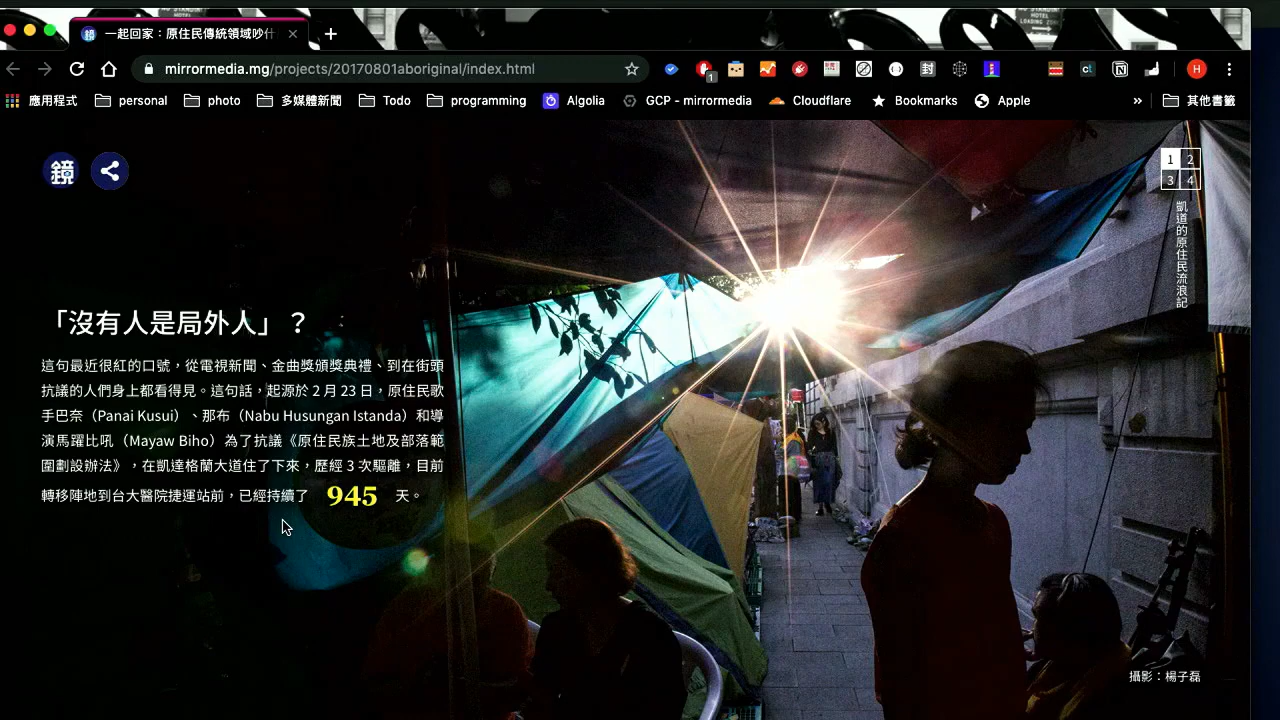 一起回家：原住民傳統領域吵什
mirrormedia.mg/projects/20170801aboriginal/index.html
應用程式 personal photo 多媒體新聞 Todo programming Algolia GCP - mirrormedia Cloudflare Bookmarks Apple » 其他書籤
鏡
1 2
3 4
凱道的原住民流浪記
「沒有人是局外人」？
這句最近很紅的口號，從電視新聞、金曲獎頒獎典禮、到在街頭
抗議的人們身上都看得見。這句話，起源於 2 月 23 日，原住民歌
手巴奈（Panai Kusui）、那布（Nabu Husungan Istanda）和導
演馬躍比吼（Mayaw Biho）為了抗議《原住民族土地及部落範
圍劃設辦法》，在凱達格蘭大道住了下來，歷經 3 次驅離，目前
轉移陣地到台大醫院捷運站前，已經持續了 945 天。
攝影：楊子磊